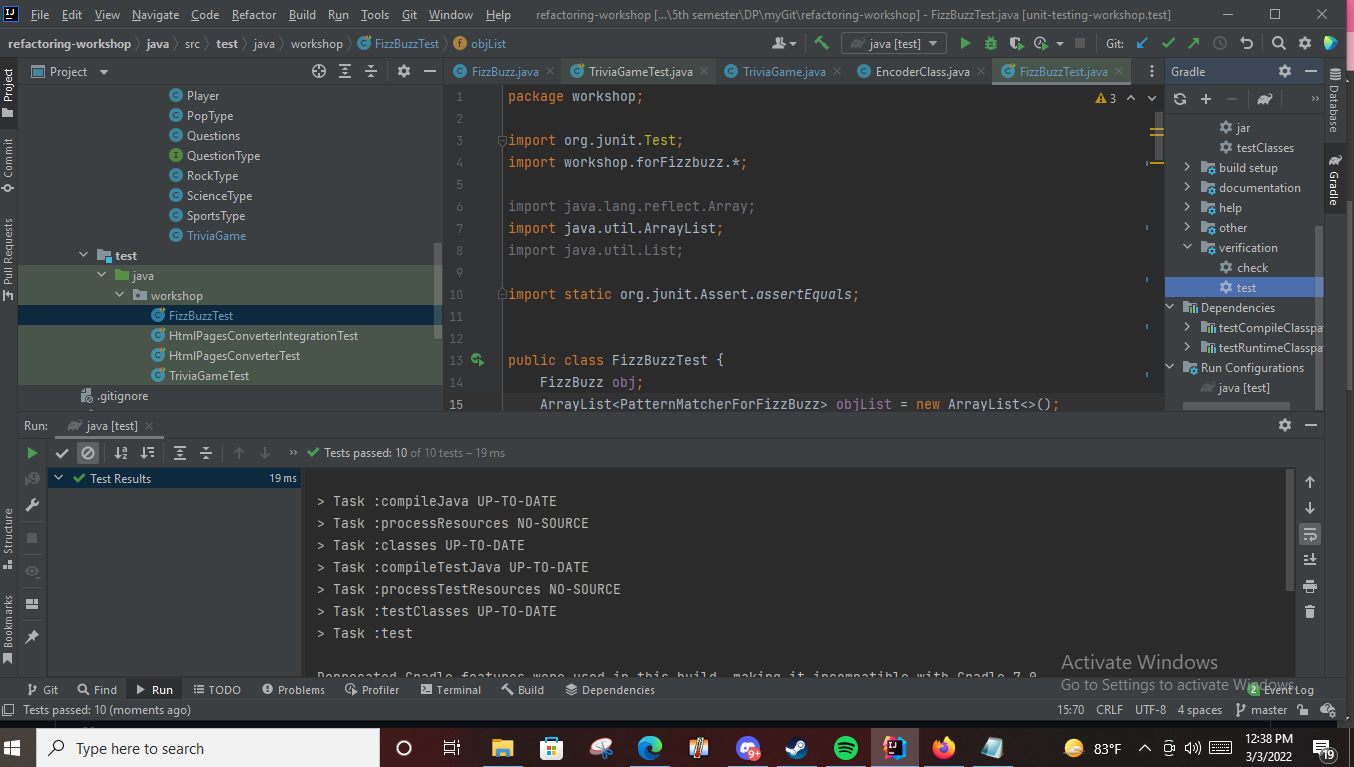 File Edit View Navigate Code Refactor Build Run Tools Git Window Help refactoring-workshop [...\5th semester\DP\myGit\refactoring-workshop] - FizzBuzzTest.java [unit-testing-workshop.test]
refactoring-workshop java src test java workshop FizzBuzzTest objList java [test] Git:
Project FizzBuzz.java TriviaGameTest.java TriviaGame.java EncoderClass.java FizzBuzzTest.java Gradle
Project
Commit
Pull Requests
Structure
Bookmarks
Player
PopType
Questions
QuestionType
RockType
ScienceType
SportsType
TriviaGame
test
java
workshop
FizzBuzzTest
HtmlPagesConverterIntegrationTest
HtmlPagesConverterTest
TriviaGameTest
.gitignore
1 package workshop;
2
3 import org.junit.Test;
4 import workshop.forFizzbuzz.*;
5
6 import java.lang.reflect.Array;
7 import java.util.ArrayList;
8 import java.util.List;
9
10 import static org.junit.Assert.assertEquals;
11
12
13 public class FizzBuzzTest {
14 FizzBuzz obj;
15 ArrayList<PatternMatcherForFizzBuzz> objList = new ArrayList<>();
3
jar
testClasses
build setup
documentation
help
other
verification
check
test
Dependencies
testCompileClasspa
testRuntimeClasspa
Run Configurations
java [test]
Database
Gradle
Run: java [test]
Tests passed: 10 of 10 tests – 19 ms
Test Results 19 ms
> Task :compileJava UP-TO-DATE
> Task :processResources NO-SOURCE
> Task :classes UP-TO-DATE
> Task :compileTestJava UP-TO-DATE
> Task :processTestResources NO-SOURCE
> Task :testClasses UP-TO-DATE
> Task :test
Deprecated Gradle features were used in this build, making it incompatible with Gradle 7.0
Activate Windows
Go to Settings to activate Windows.
Git Find Run TODO Problems Profiler Terminal Build Dependencies 2 Event Log
Tests passed: 10 (moments ago) 15:70 CRLF UTF-8 4 spaces master
Type here to search 9+ 83°F 12:38 PM
3/3/2022 19